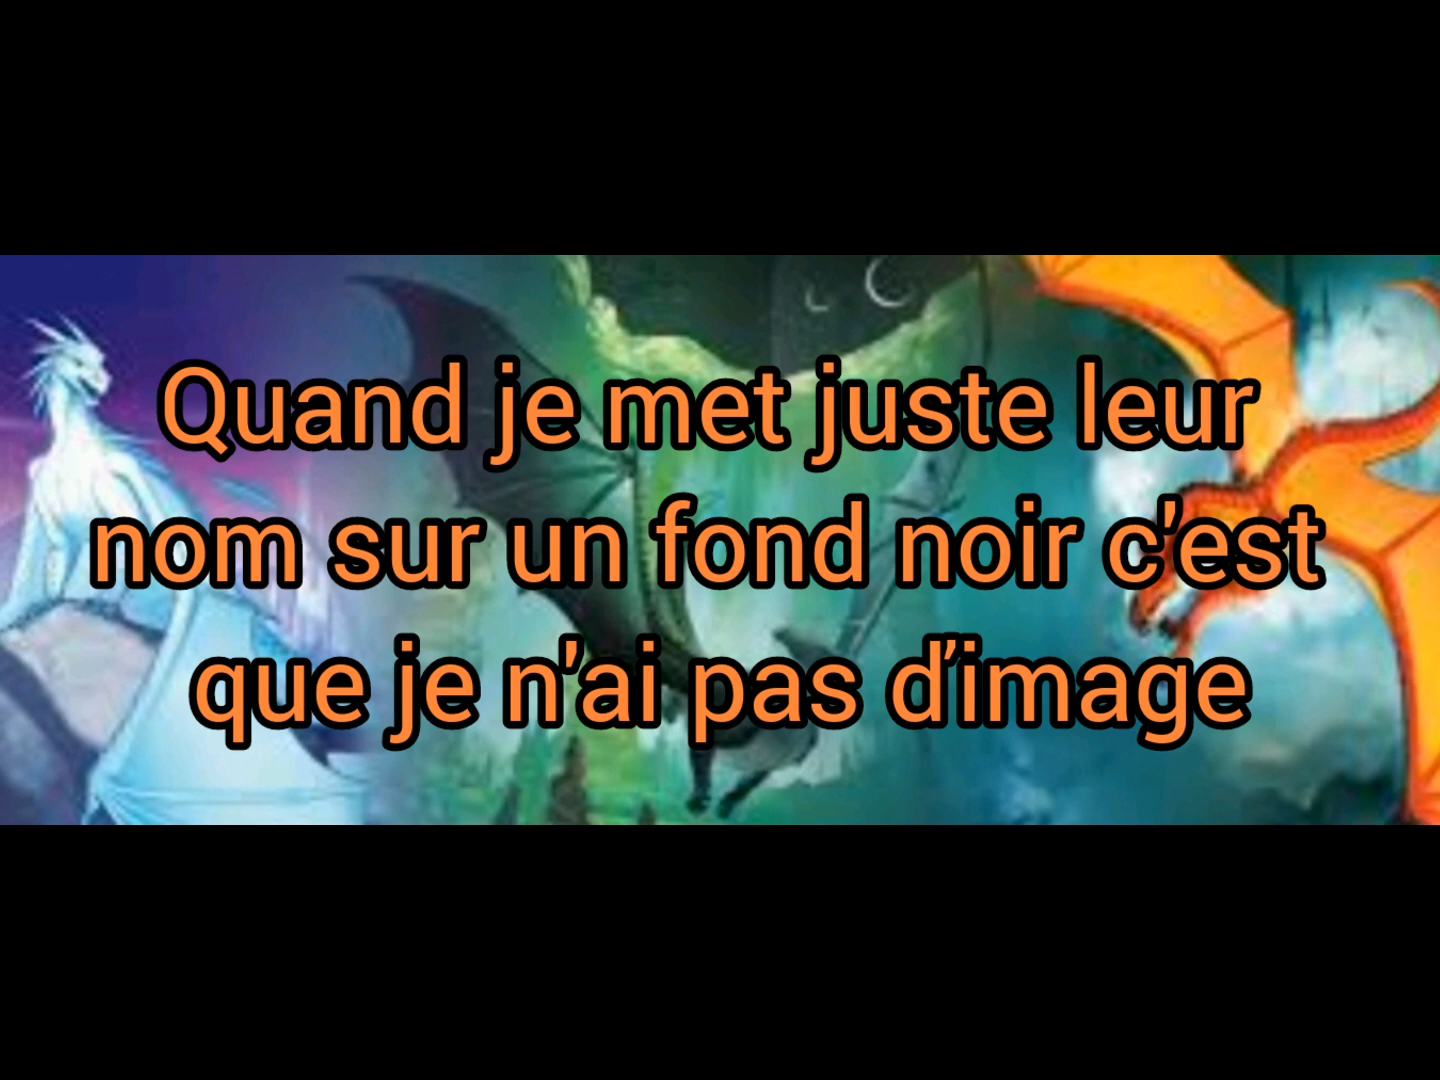 Quand je met juste leur
nom sur un fond noir c'est
que je n'ai pas d'image